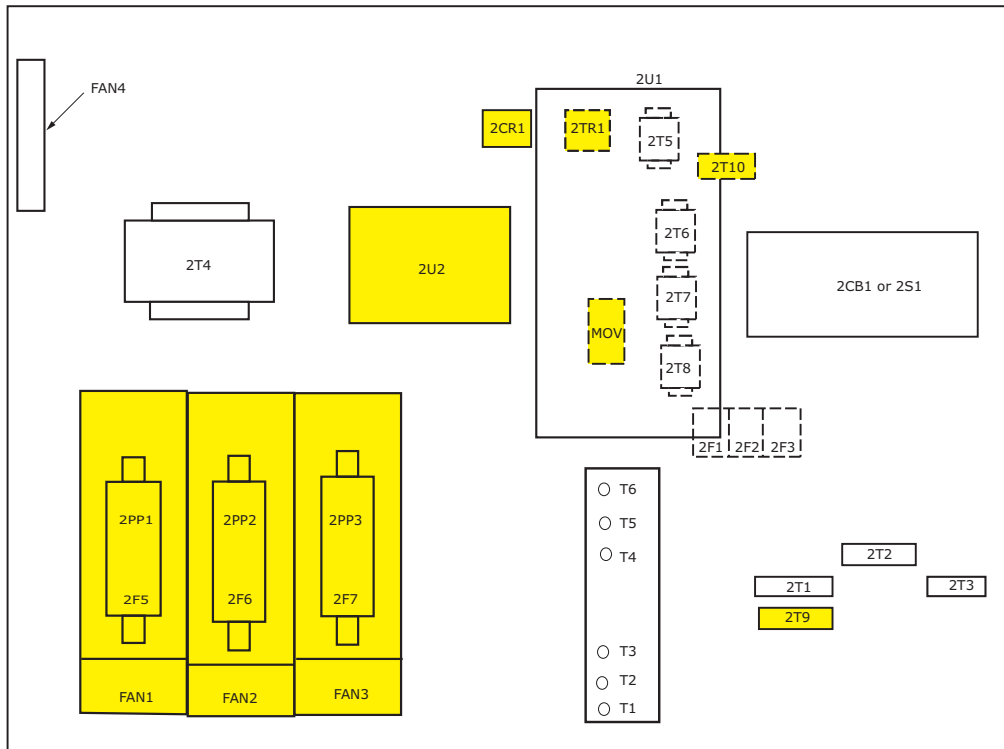 2U1
FAN4
2CR1
2TR1
2T5
2T10
2T6
2T4
2U2
2T7
2CB1 or 2S1
MOV
2T8
2F1
2F2
2F3
T6
2PP1
2PP2
2PP3
T5
T4
2T2
2T1
2T3
2F5
2F6
2F7
2T9
T3
T2
FAN1
FAN2
FAN3
T1